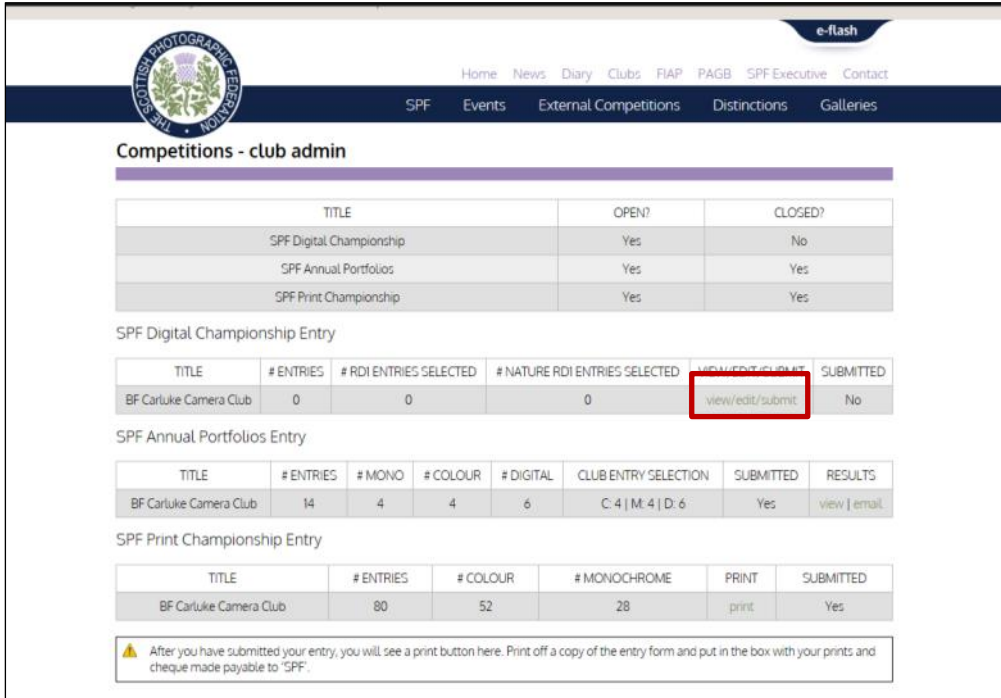 e-flash
THE SCOTTISH PHOTOGRAPHIC FEDERATION
Home News Diary Clubs FIAP PAGB SPF Executive Contact
SPF Events External Competitions Distinctions Galleries
Competitions - club admin
TITLE OPEN? CLOSED?
SPF Digital Championship Yes No
SPF Annual Portfolios Yes Yes
SPF Print Championship Yes Yes
SPF Digital Championship Entry
TITLE # ENTRIES # RDI ENTRIES SELECTED # NATURE RDI ENTRIES SELECTED VIEW/EDIT/SUBMIT SUBMITTED
BF Carluke Camera Club 0 0 0 view/edit/submit No
SPF Annual Portfolios Entry
TITLE # ENTRIES # MONO # COLOUR # DIGITAL CLUB ENTRY SELECTION SUBMITTED RESULTS
BF Carluke Camera Club 14 4 4 6 C: 4 | M: 4 | D: 6 Yes view | email
SPF Print Championship Entry
TITLE # ENTRIES # COLOUR # MONOCHROME PRINT SUBMITTED
BF Carluke Camera Club 80 52 28 print Yes
After you have submitted your entry, you will see a print button here. Print off a copy of the entry form and put in the box with your prints and
cheque made payable to 'SPF'.